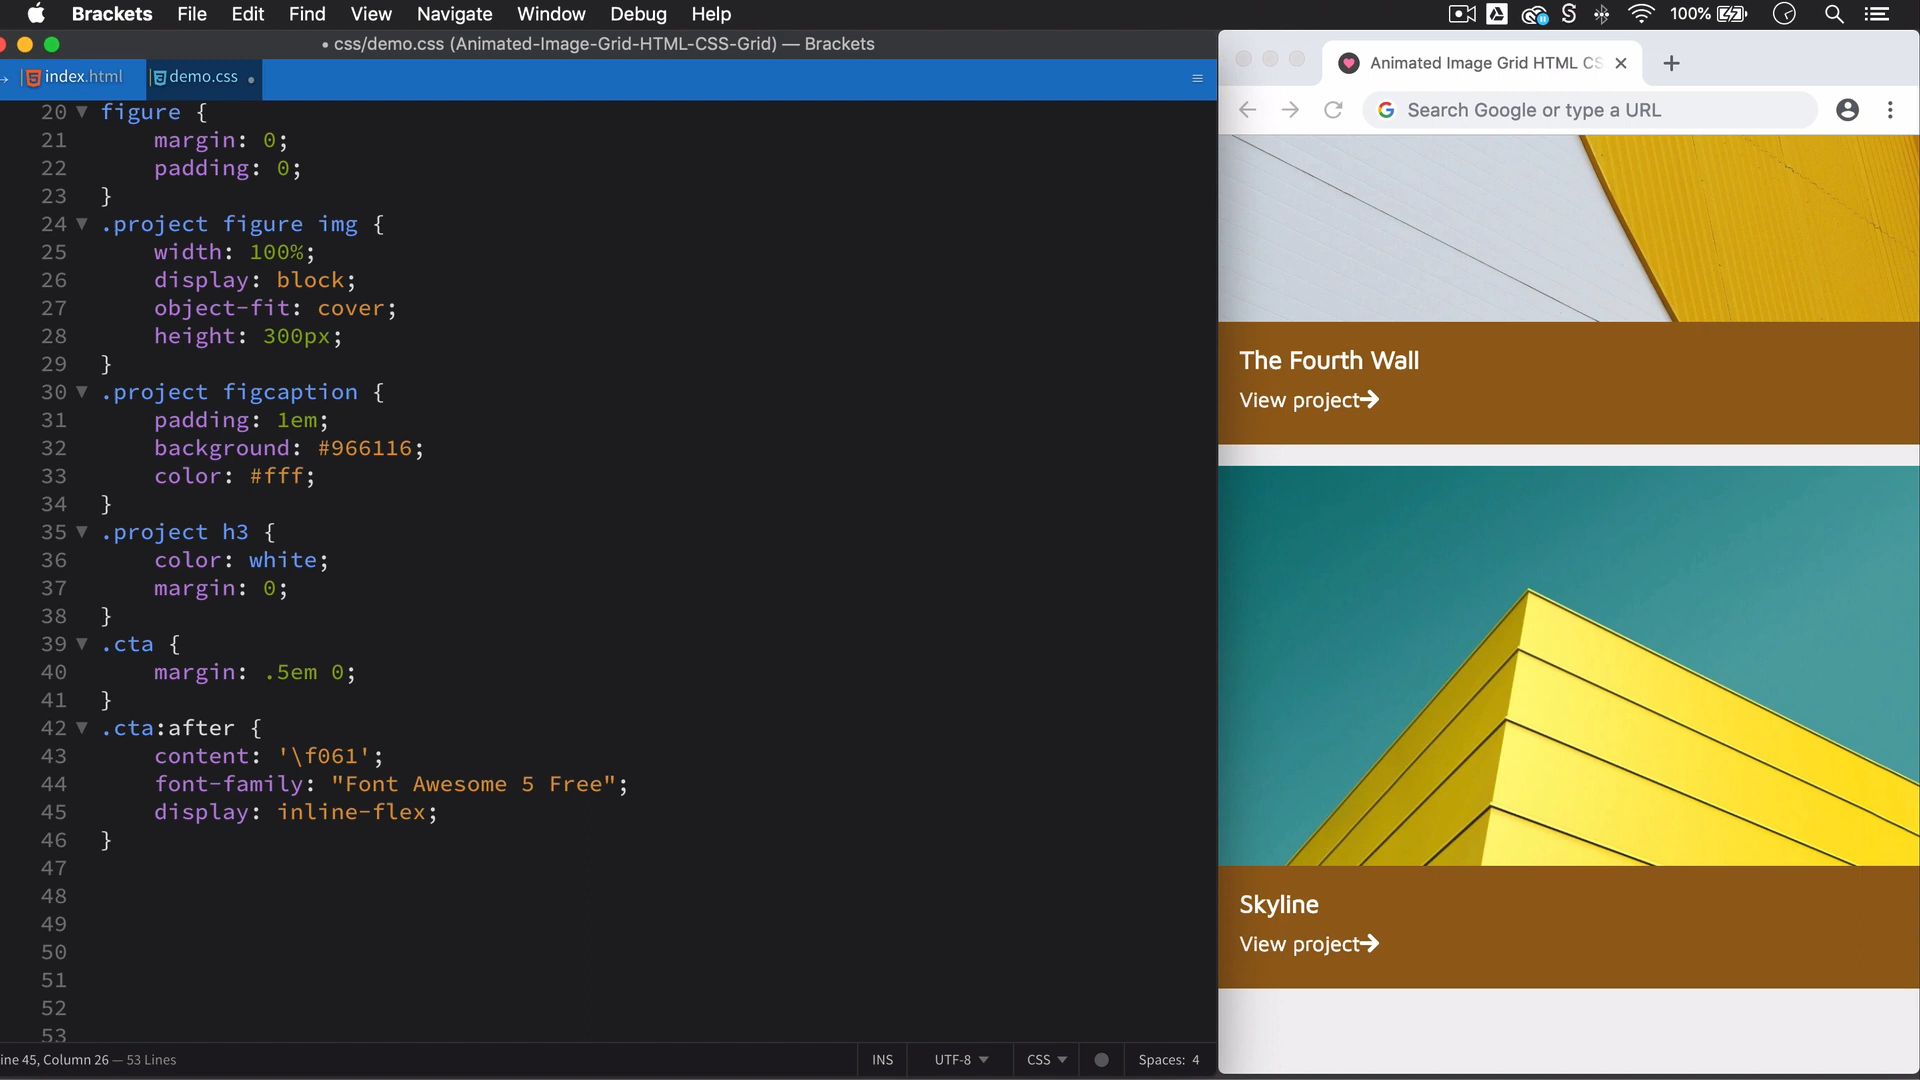 Brackets File Edit Find View Navigate Window Debug Help
100%
• css/demo.css (Animated-Image-Grid-HTML-CSS-Grid) — Brackets
index.html demo.css
20 figure {
21 margin: 0;
22 padding: 0;
23 }
24 .project figure img {
25 width: 100%;
26 display: block;
27 object-fit: cover;
28 height: 300px;
29 }
30 .project figcaption {
31 padding: 1em;
32 background: #966116;
33 color: #fff;
34 }
35 .project h3 {
36 color: white;
37 margin: 0;
38 }
39 .cta {
40 margin: .5em 0;
41 }
42 .cta:after {
43 content: '\f061';
44 font-family: "Font Awesome 5 Free";
45 display: inline-flex;
46 }
47
48
49
50
51
52
53
ine 45, Column 26 — 53 Lines
INS UTF-8 CSS Spaces: 4
Animated Image Grid HTML CS
Search Google or type a URL
The Fourth Wall
View project
Skyline
View project